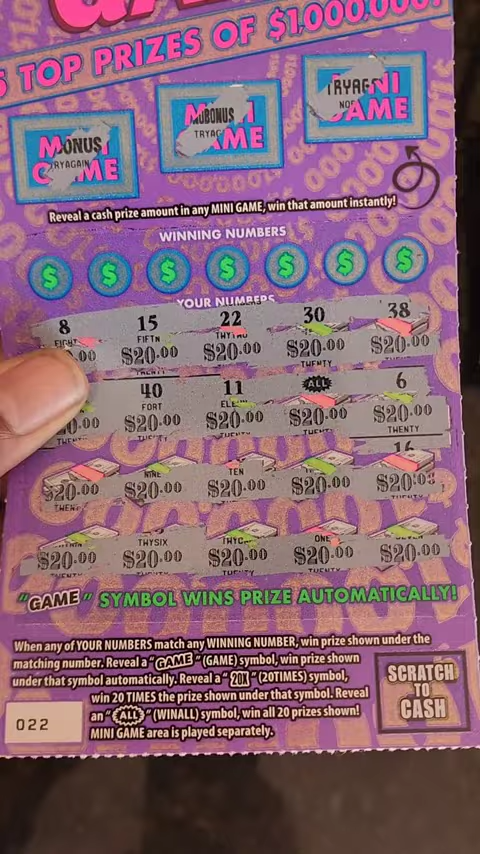 5 TOP PRIZES OF $1,000,000!
BONUS
TRYAGAIN
BONUS
GAME
TRYAGAIN
GAME
Reveal a cash prize amount in any MINI GAME, win that amount instantly!
WINNING NUMBERS
$ $ $ $ $ $ $
YOUR NUMBERS
8 15 22 30 38
FIFTN
$20.00 $20.00 $20.00 $20.00
TWENTY
40 11 ALL 6
FORT
$20.00 $20.00 $20.00 $20.00
TWENTY
16
NINE TEN
$20.00 $20.00 $20.00 $20.00 $20.00
TWYSIX ONE
$20.00 $20.00 $20.00 $20.00 $20.00
"GAME" SYMBOL WINS PRIZE AUTOMATICALLY!
When any of YOUR NUMBERS match any WINNING NUMBER, win prize shown under the
matching number. Reveal a "GAME" (GAME) symbol, win prize shown
under that symbol automatically. Reveal a "20X" (20TIMES) symbol,
win 20 TIMES the prize shown under that symbol. Reveal
an "ALL" (WINALL) symbol, win all 20 prizes shown!
MINI GAME area is played separately.
SCRATCH
TO
CASH
022